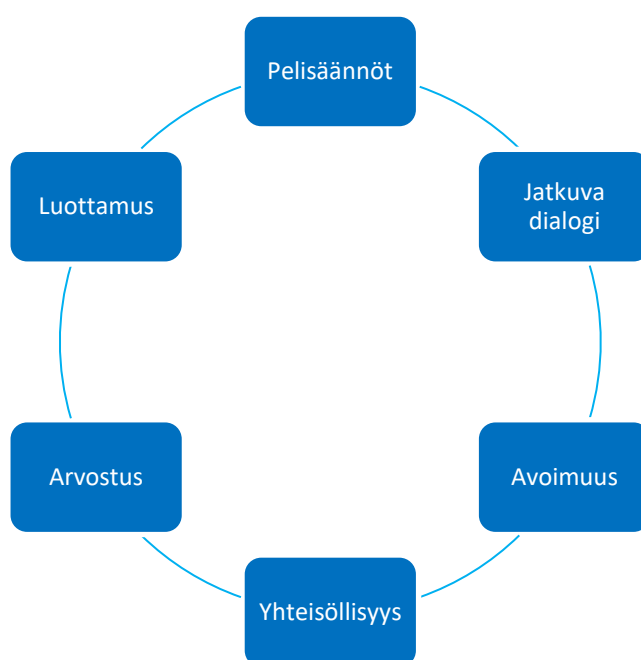 Pelisäännöt
Jatkuva
dialogi
Avoimuus
Yhteisöllisyys
Arvostus
Luottamus